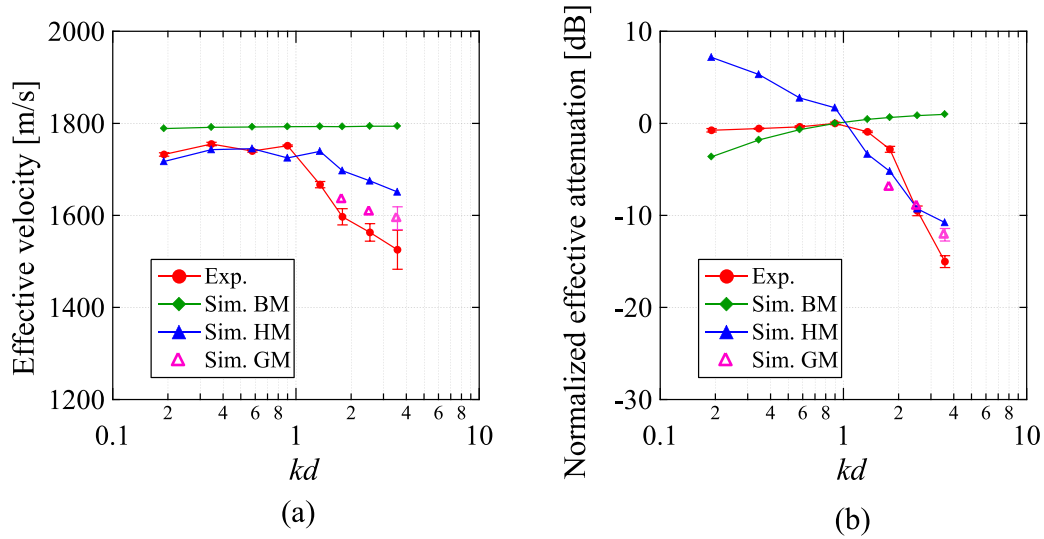 Effective velocity [m/s]
2000
1800
1600
1400
1200
Exp.
Sim. BM
Sim. HM
Sim. GM
2 4 6 8 2 4 6 8
0.1 1 10
kd
(a)
Normalized effective attenuation [dB]
10
0
-10
-20
-30
Exp.
Sim. BM
Sim. HM
Sim. GM
2 4 6 8 2 4 6 8
0.1 1 10
kd
(b)